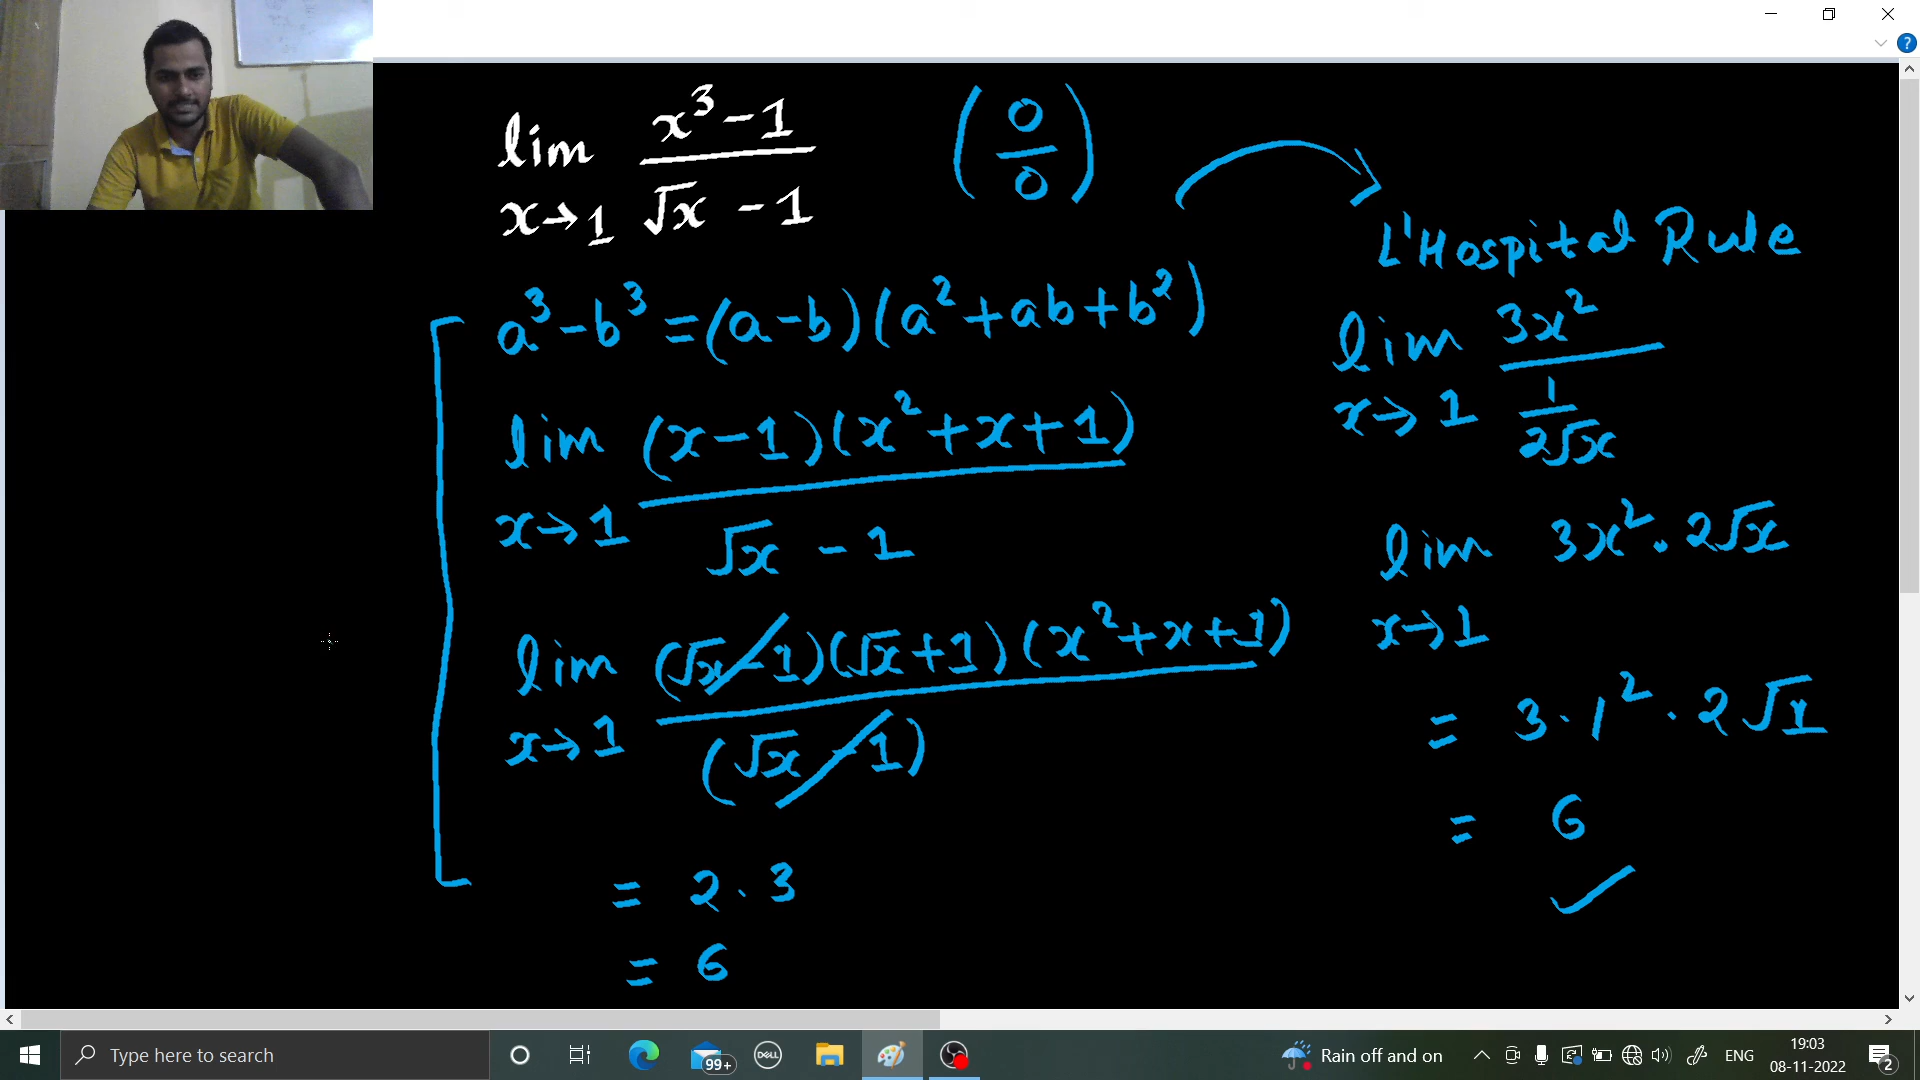 lim x→1 (x³-1)/(√x -1) (0/0)
a³-b³=(a-b)(a²+ab+b²)
lim x→1 (x-1)(x²+x+1)/(√x - 1)
lim x→1 (√x-1)(√x+1)(x²+x+1)/(√x-1)
= 2.3
= 6
L'Hospital Rule
lim x→1 3x²/(1/2√x)
lim x→1 3x².2√x
= 3.1².2√1
= 6
Type here to search
99+
DELL
Rain off and on
ENG
19:03
08-11-2022
2